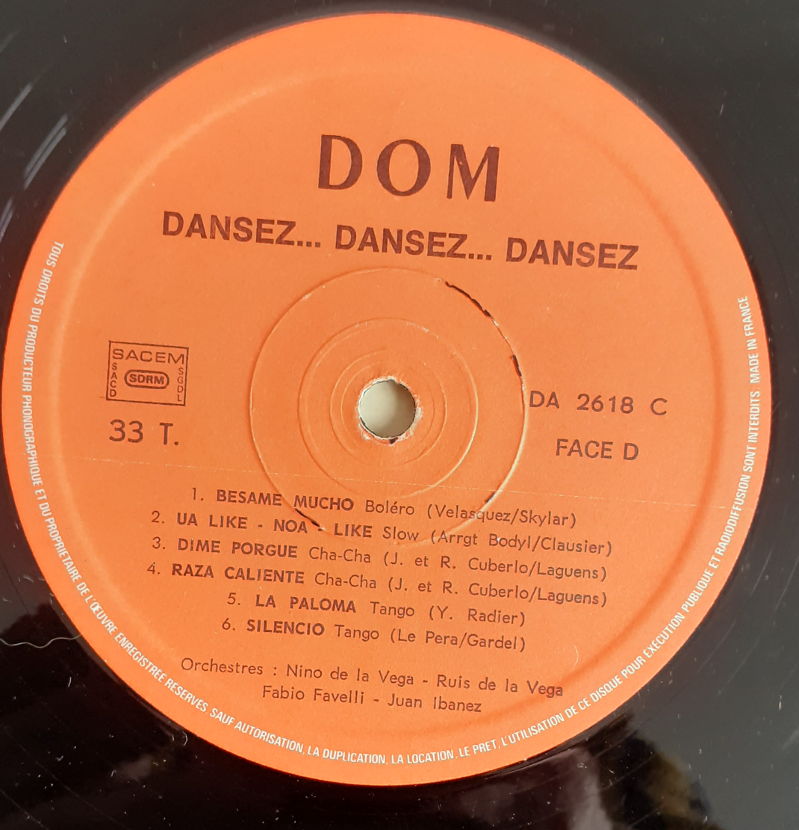 DOM
DANSEZ... DANSEZ... DANSEZ
SACEM
SACD
SDRM
SGDL
DA 2618 C
33 T.
FACE D
1. BESAME MUCHO Boléro (Velasquez/Skylar)
2. UA LIKE - NOA - LIKE Slow (Arrgt Bodyl/Clausier)
3. DIME PORGUE Cha-Cha (J. et R. Cuberlo/Laguens)
4. RAZA CALIENTE Cha-Cha (J. et R. Cuberlo/Laguens)
5. LA PALOMA Tango (Y. Radier)
6. SILENCIO Tango (Le Pera/Gardel)
Orchestres : Nino de la Vega - Ruis de la Vega
Fabio Favelli - Juan Ibanez
TOUS DROITS DU PRODUCTEUR PHONOGRAPHIQUE ET DU PROPRIETAIRE DE L'ŒUVRE ENREGISTREE RESERVES. SAUF AUTORISATION, LA DUPLICATION, LA LOCATION, LE PRET, L'UTILISATION DE CE DISQUE POUR EXECUTION PUBLIQUE ET RADIODIFFUSION SONT INTERDITS MADE IN FRANCE